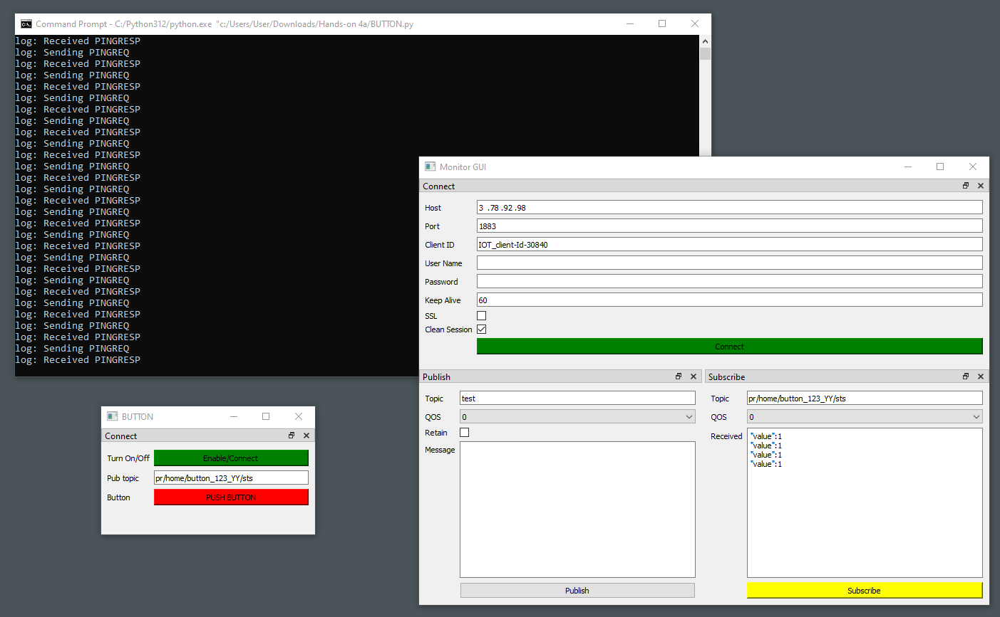 Command Prompt - C:/Python312/python.exe "c:/Users/User/Downloads/Hands-on 4a/BUTTON.py
log: Received PINGRESP
log: Sending PINGREQ
log: Received PINGRESP
log: Sending PINGREQ
log: Received PINGRESP
log: Sending PINGREQ
log: Received PINGRESP
log: Sending PINGREQ
log: Received PINGRESP
log: Sending PINGREQ
log: Received PINGRESP
log: Sending PINGREQ
log: Received PINGRESP
log: Sending PINGREQ
log: Received PINGRESP
log: Sending PINGREQ
log: Received PINGRESP
log: Sending PINGREQ
log: Received PINGRESP
log: Sending PINGREQ
log: Received PINGRESP
log: Sending PINGREQ
log: Received PINGRESP
log: Sending PINGREQ
log: Received PINGRESP
log: Sending PINGREQ
log: Received PINGRESP
log: Sending PINGREQ
log: Received PINGRESP
BUTTON
Connect
Turn On/Off Enable/Connect
Pub topic pr/home/button_123_YY/sts
Button PUSH BUTTON
Monitor GUI
Connect
Host 3 .78 .92 .98
Port 1883
Client ID IOT_client-Id-30840
User Name
Password
Keep Alive 60
SSL
Clean Session
Connect
Publish
Topic test
QOS 0
Retain
Message
Publish
Subscribe
Topic pr/home/button_123_YY/sts
QOS 0
Received "value":1
"value":1
"value":1
"value":1
Subscribe